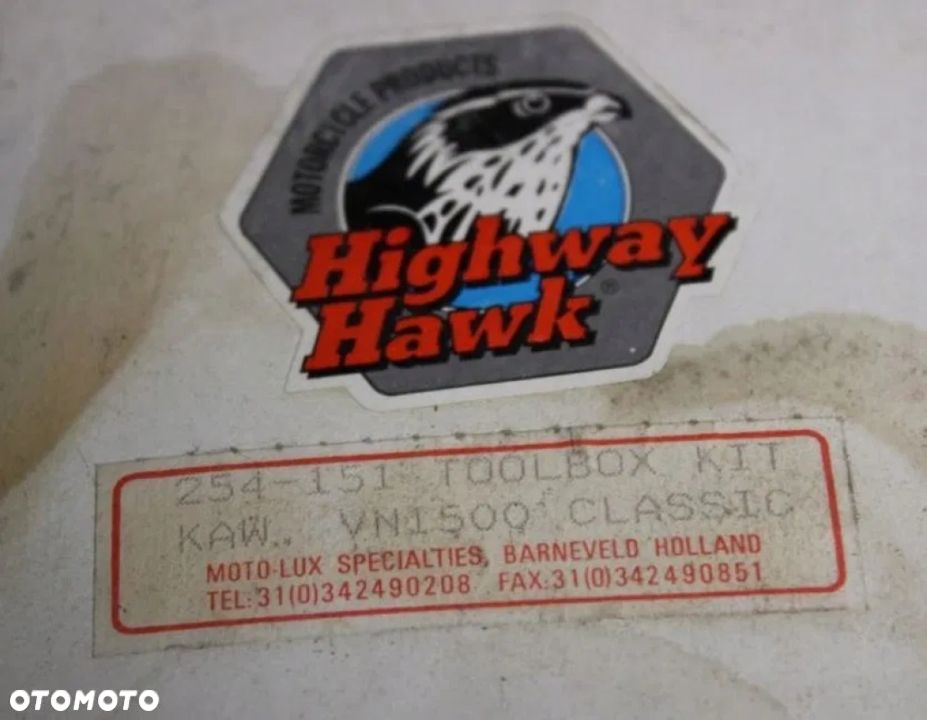 MOTORCYCLE PRODUCTS
Highway
Hawk®
254-151 TOOLBOX KIT
KAW.. VN1500 CLASSIC
MOTO-LUX SPECIALTIES, BARNEVELD HOLLAND
TEL:31(0)342490208 FAX:31(0)342490851
OTOMOTO